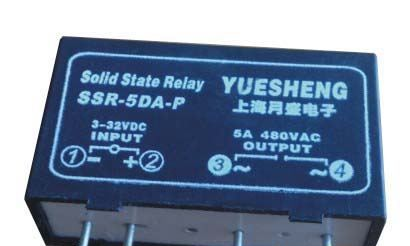 Solid State Relay
SSR-5DA-P
3-32VDC
INPUT
① − + ②
YUESHENG
上海月盛电子
5A 480VAC
OUTPUT
③ ~ ~ ④